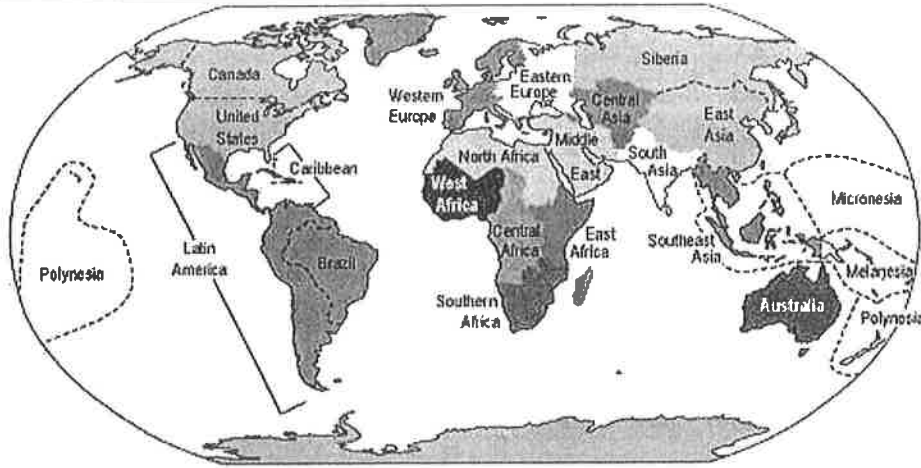 Canada
United
States
Caribbean
Latin
America
Brazil
Polynesia
Western
Europe
Eastern
Europe
North Africa
West
Africa
Central
Africa
East
Africa
Southern
Africa
Middle
East
Siberia
Central
Asia
East
Asia
South
Asia
Southeast
Asia
Micronesia
Melanesia
Australia
Polynesia